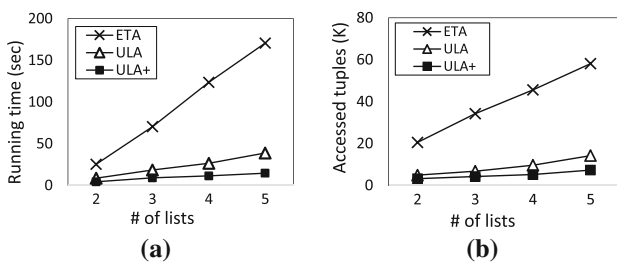 Running time (sec)
200
150
100
50
0
ETA
ULA
ULA+
2 3 4 5
# of lists
(a)
Accessed tuples (K)
80
60
40
20
0
ETA
ULA
ULA+
2 3 4 5
# of lists
(b)